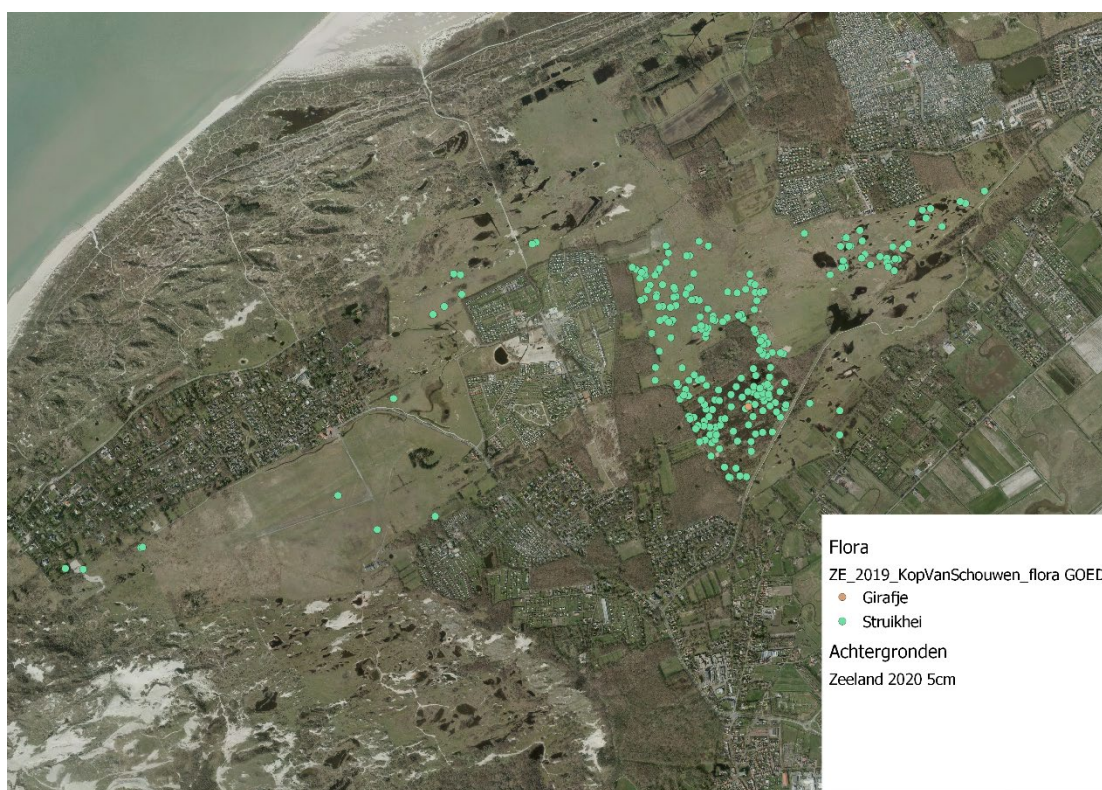 Flora
ZE_2019_KopVanSchouwen_flora GOED
Girafje
Struikhei
Achtergronden
Zeeland 2020 5cm